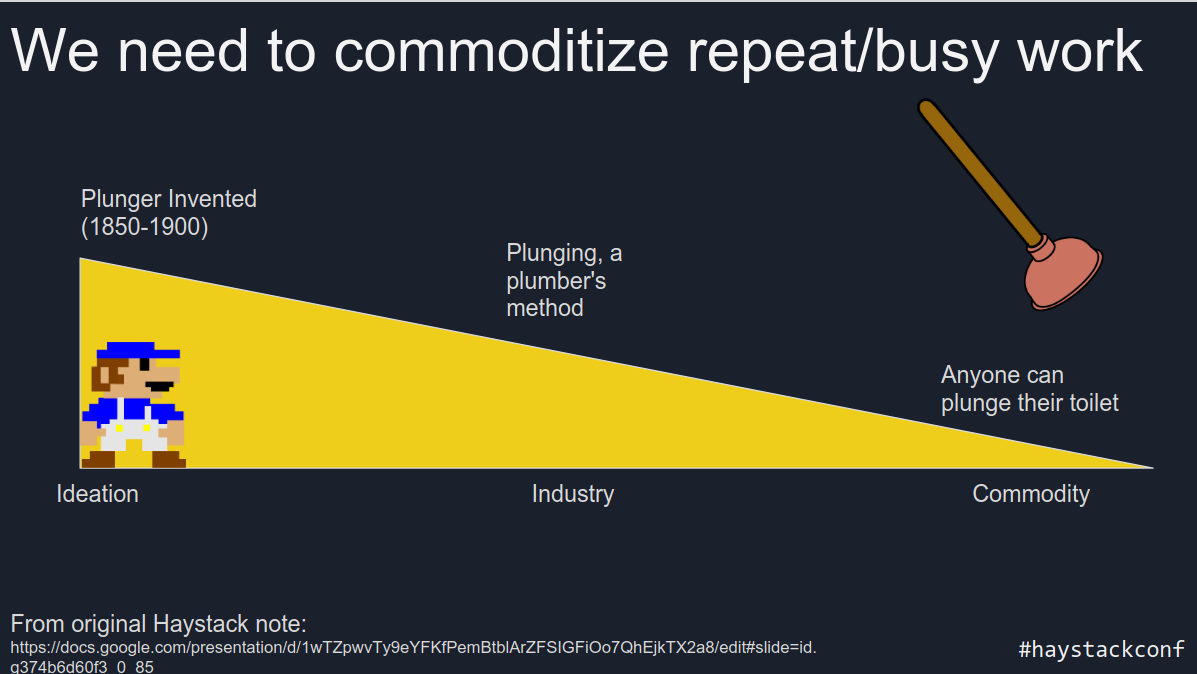 We need to commoditize repeat/busy work
Plunger Invented
(1850-1900)
Plunging, a
plumber's
method
Anyone can
plunge their toilet
Ideation
Industry
Commodity
From original Haystack note:
https://docs.google.com/presentation/d/1wTZpwvTy9eYFKfPemBtblArZFSIGFiOo7QhEjkTX2a8/edit#slide=id.
g374b6d60f3_0_85
#haystackconf